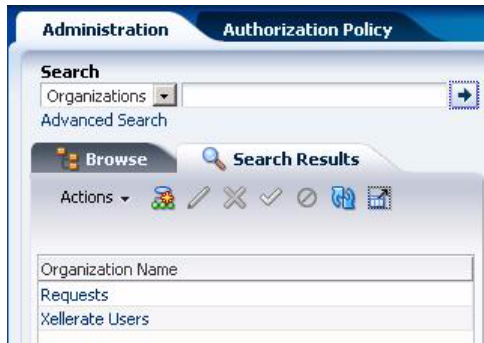 Administration Authorization Policy
Search
Organizations
Advanced Search
Browse Search Results
Actions
Organization Name
Requests
Xellerate Users